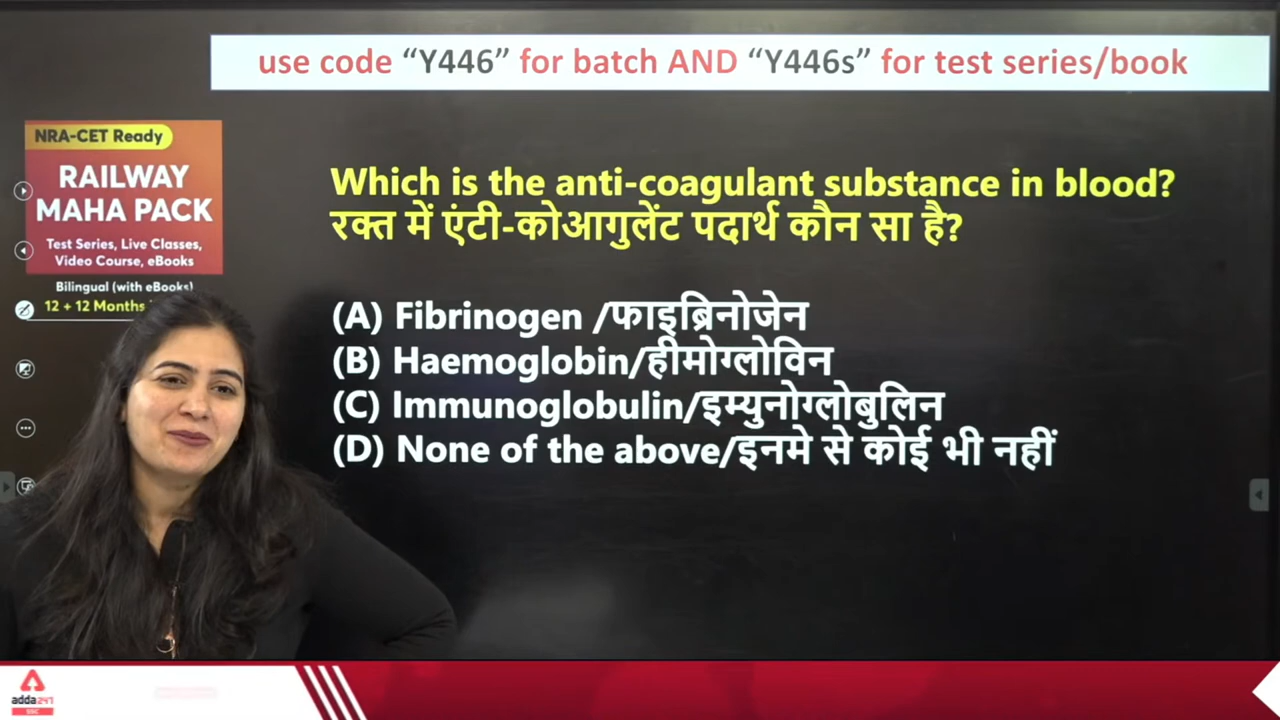 use code “Y446” for batch AND “Y446s” for test series/book
NRA-CET Ready
RAILWAY
MAHA PACK
Test Series, Live Classes,
Video Course, eBooks
Bilingual (with eBooks)
12 + 12 Months
Which is the anti-coagulant substance in blood?
रक्त में एंटी-कोआगुलेंट पदार्थ कौन सा है?
(A) Fibrinogen /फाइब्रिनोजेन
(B) Haemoglobin/हीमोग्लोविन
(C) Immunoglobulin/इम्युनोग्लोबुलिन
(D) None of the above/इनमे से कोई भी नहीं
adda247
SSC